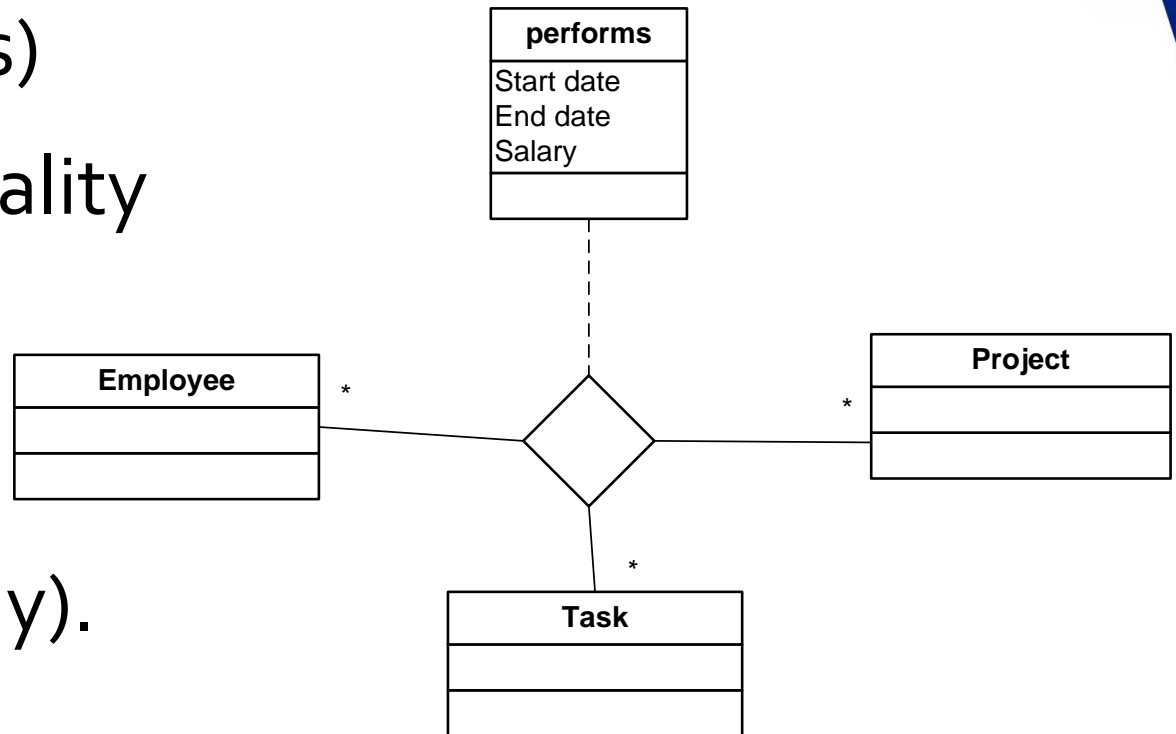 s)
ality
y).
performs
Start date
End date
Salary
Employee
*
Project
*
*
Task